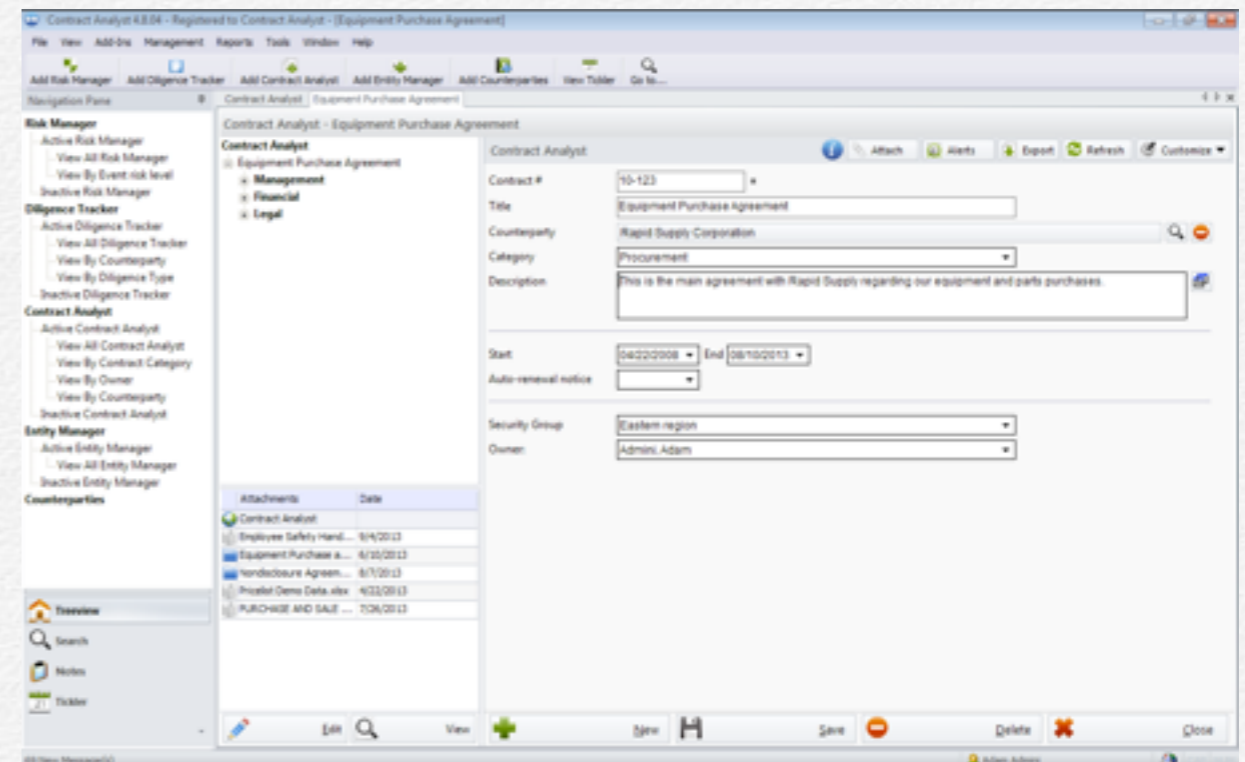 Contract Analyst 4.8.04 - Registered to Contract Analyst - [Equipment Purchase Agreement]
File View Add-Ins Management Reports Tools Window Help
Add Risk Manager Add Diligence Tracker Add Contract Analyst Add Entity Manager Add Counterparties View Tickler Go to...
Navigation Pane
Contract Analyst Equipment Purchase Agreement
Risk Manager
Active Risk Manager
View All Risk Manager
View By Event risk level
Inactive Risk Manager
Diligence Tracker
Active Diligence Tracker
View All Diligence Tracker
View By Counterparty
View By Diligence Type
Inactive Diligence Tracker
Contract Analyst
Active Contract Analyst
View All Contract Analyst
View By Contract Category
View By Owner
View By Counterparty
Inactive Contract Analyst
Entity Manager
Active Entity Manager
View All Entity Manager
Inactive Entity Manager
Counterparties
Treeview
Search
Notes
Tickler
Contract Analyst - Equipment Purchase Agreement
Contract Analyst
Equipment Purchase Agreement
Management
Financial
Legal
Attachments Date
Contract Analyst
Employee Safety Hand... 9/4/2013
Equipment Purchase a... 6/10/2013
Nondisclosure Agreem... 8/7/2013
Pricelist Demo Data.xlsx 4/22/2013
PURCHASE AND SALE ... 7/26/2013
Edit View
Contract Analyst Attach Alerts Export Refresh Customize
Contract # 10-123 *
Title Equipment Purchase Agreement
Counterparty Rapid Supply Corporation
Category Procurement
Description This is the main agreement with Rapid Supply regarding our equipment and parts purchases.
Start 04/22/2008 End 08/10/2013
Auto-renewal notice
Security Group Eastern region
Owner: Admini, Adam
New Save Delete Close
New Message(s) Adam Admini